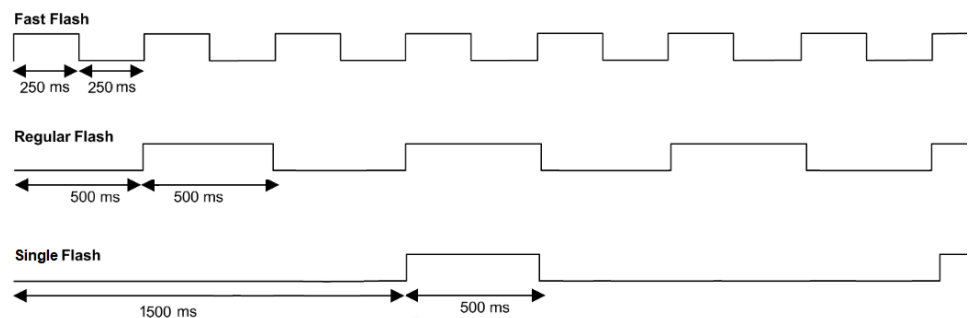 Fast Flash
250 ms 250 ms
Regular Flash
500 ms 500 ms
Single Flash
1500 ms 500 ms